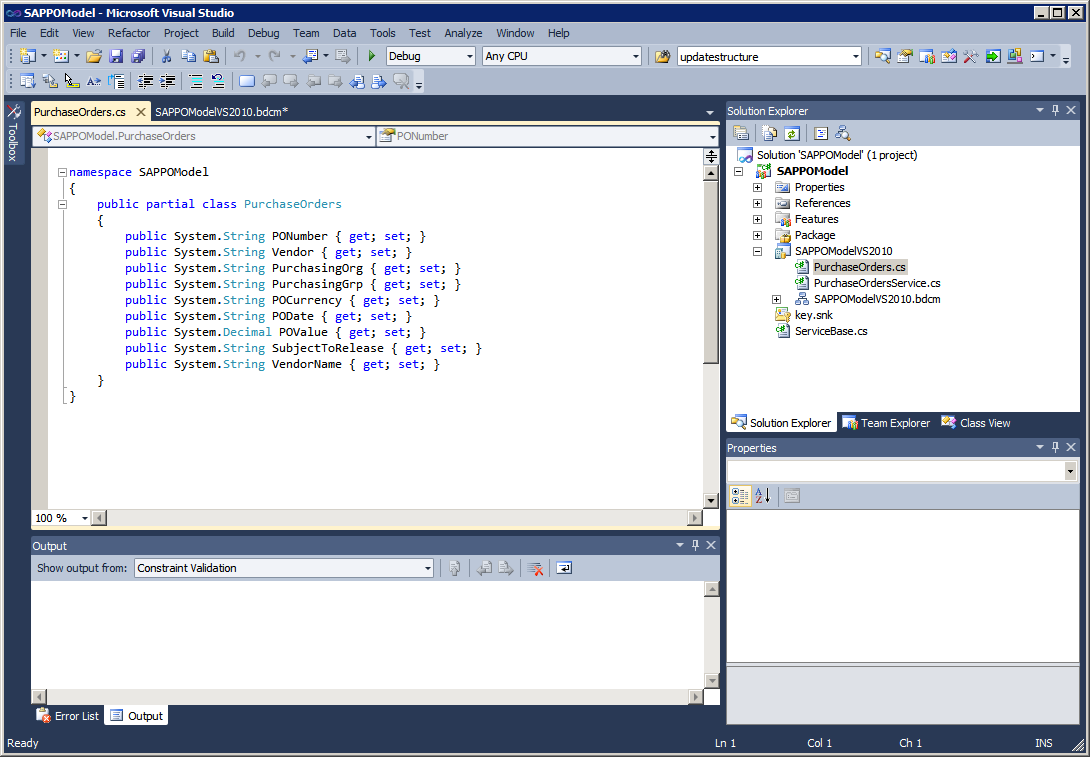 SAPPOModel - Microsoft Visual Studio
File Edit View Refactor Project Build Debug Team Data Tools Test Analyze Window Help
Debug Any CPU updatestructure
Toolbox
PurchaseOrders.cs SAPPOModelVS2010.bdcm*
SAPPOModel.PurchaseOrders PONumber
namespace SAPPOModel
{
public partial class PurchaseOrders
{
public System.String PONumber { get; set; }
public System.String Vendor { get; set; }
public System.String PurchasingOrg { get; set; }
public System.String PurchasingGrp { get; set; }
public System.String POCurrency { get; set; }
public System.String PODate { get; set; }
public System.Decimal POValue { get; set; }
public System.String SubjectToRelease { get; set; }
public System.String VendorName { get; set; }
}
}
100 %
Output
Show output from: Constraint Validation
Error List Output
Solution Explorer
Solution 'SAPPOModel' (1 project)
SAPPOModel
Properties
References
Features
Package
SAPPOModelVS2010
PurchaseOrders.cs
PurchaseOrdersService.cs
SAPPOModelVS2010.bdcm
key.snk
ServiceBase.cs
Solution Explorer Team Explorer Class View
Properties
Ready Ln 1 Col 1 Ch 1 INS